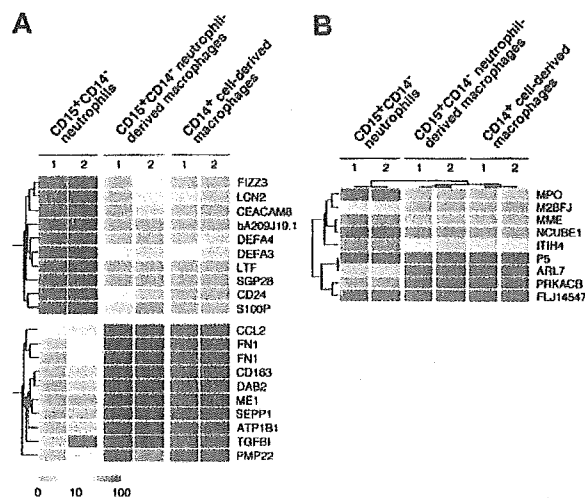 A
CD15+CD14- neutrophils
CD15+CD14- neutrophil-derived macrophages
CD14+ cell-derived macrophages
1 2 1 2 1 2
FIZZ3
LCN2
CEACAM8
bA209J19.1
DEFA4
DEFA3
LTF
SGP28
CD24
S100P
CCL2
FN1
FN1
CD163
DAB2
ME1
SEPP1
ATP1B1
TGFBI
PMP22
0 10 100
B
CD15+CD14- neutrophils
CD15+CD14- neutrophil-derived macrophages
CD14+ cell-derived macrophages
1 2 1 2 1 2
MPO
M2BFJ
MME
NCUBE1
ITIH4
P5
ARL7
PRKACB
FLJ14547